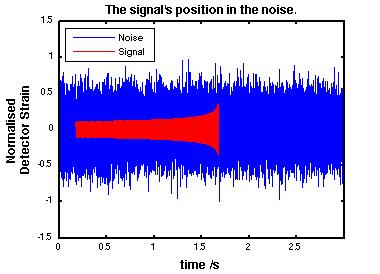 The signal's position in the noise.
1.5
Noise
Signal
1
0.5
0
-0.5
-1
-1.5
Normalised
Detector Strain
0 0.5 1 1.5 2 2.5
time /s